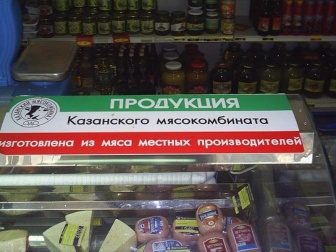 ПРОДУКЦИЯ
Казанского мясокомбината
изготовлена из мяса местных производителей